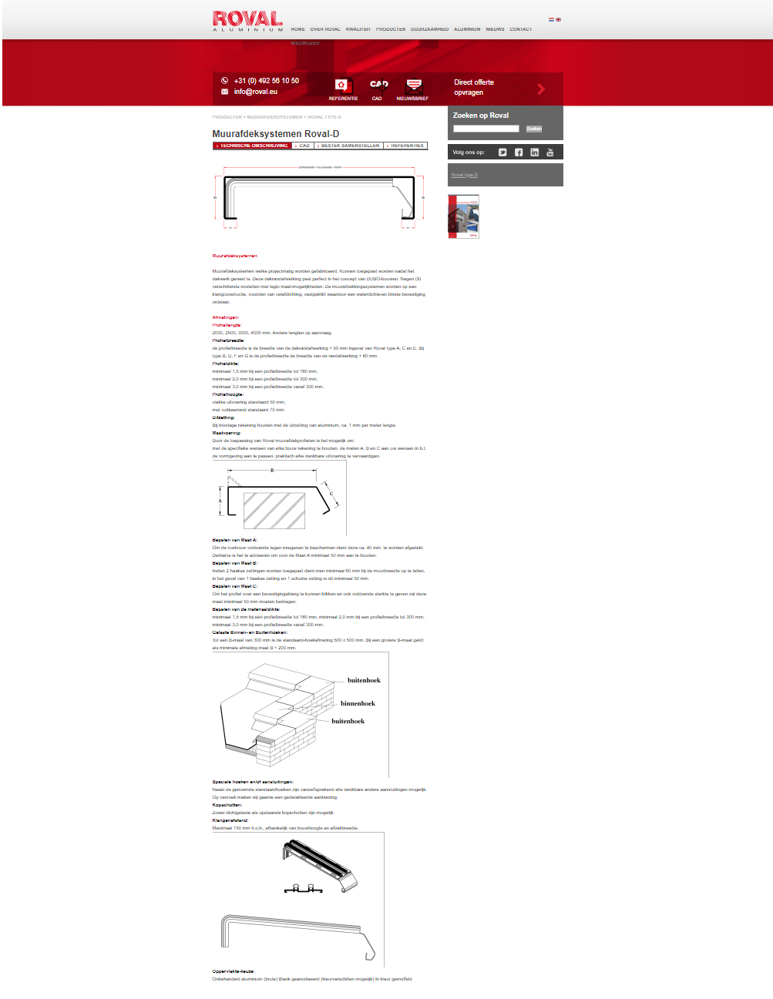 ROVAL
ALUMINIUM
HOME OVER ROVAL KWALITEIT PRODUCTEN DUURZAAMHEID ALUMINIUM NIEUWS CONTACT
WEGWIJZER
+31 (0) 492 56 10 50
info@roval.eu
REFERENTIE
CAD
CAD
NIEUWSBRIEF
Direct offerte
opvragen
PRODUCTEN > MUURAFDEKSYSTEMEN > ROVAL TYPE D
Muurafdeksystemen Roval-D
TECHNISCHE OMSCHRIJVING CAD BESTEK SAMENSTELLEN REFERENTIES
Zoeken op Roval
Zoeken
Volg ons op:
Roval type D
Muurafdeksystemen:
Muurafdeksystemen welke projectmatig worden gefabriceerd. Kunnen toegepast worden nadat het
dakwerk gereed is. Deze dakrandafwerking past perfect in het concept van DUBO-bouwen. Negen (9)
verschillende modellen met legio maat-mogelijkheden. De muurafdekkingssystemen worden op een
klangconstructie, voorzien van celafdichting, vastgeklikt waardoor een waterdichte-en blinde bevestiging
ontstaat.
Afmetingen:
Profiellengte:
2000, 2500, 3000, 4000 mm. Andere lengten op aanvraag.
Profielbreedte:
de profielbreedte is de breedte van de dakrandafwerking + 50 mm ingeval van Roval type A, C en E. Bij
type B, D, F en G is de profielbreedte de breedte van de randafwerking + 60 mm.
Profieldikte:
minimaal 1,5 mm bij een profielbreedte tot 160 mm;
minimaal 2,0 mm bij een profielbreedte tot 300 mm;
minimaal 3,0 mm bij een profielbreedte vanaf 300 mm.
Profielhoogte:
vlakke uitvoering standaard 50 mm;
met vuilkeerrand standaard 70 mm.
Uitzetting:
Bij montage rekening houden met de uitzetting van aluminium, ca. 1 mm per meter lengte.
Maatvoering:
Door de toepassing van Roval muurafdekprofielen is het mogelijk om:
met de specifieke wensen van elke bouw rekening te houden. de maten A, B en C aan uw wensen m.b.t.
de vormgeving aan te passen. praktisch elke denkbare uitvoering te vervaardigen.
B
A
C
Bepalen van Maat A:
Om de ruwbouw voldoende tegen inregenen te beschermen dient deze ca. 40 mm. te worden afgedekt.
Derhalve is het te adviseren om voor de Maat A minimaal 50 mm aan te houden.
Bepalen van Maat B:
Indien 2 haakse zettingen worden toegepast dient men minimaal 60 mm bij de muurbreedte op te tellen,
in het geval van 1 haakse zetting en 1 schuine zetting is dit minimaal 50 mm.
Bepalen van Maat C:
Om het profiel over een bevestigingsklang te kunnen klikken en ook voldoende sterkte te geven zal deze
maat minimaal 50 mm moeten bedragen.
Bepalen van de materiaaldikte:
minimaal 1,5 mm bij een profielbreedte tot 160 mm; minimaal 2,0 mm bij een profielbreedte tot 300 mm;
minimaal 3,0 mm bij een profielbreedte vanaf 300 mm.
Gelaste Binnen- en Buitenhoeken:
Tot een B-maat van 300 mm is de standaard-hoekafmeting 500 x 500 mm. Bij een grotere B-maat geldt
als minimale afmeting maat B + 200 mm.
buitenhoek
binnenhoek
buitenhoek
Speciale hoeken en/of aansluitingen:
Naast de genoemde standaardhoeken zijn vanzelfsprekend alle denkbare andere aansluitingen mogelijk.
Op verzoek maken wij gaarne een gedetailleerde aanbieding.
Kopschotten:
Zowel dichtgelaste als opstaande kopschotten zijn mogelijk.
Klangenafstand:
Maximaal 750 mm h.o.h., afhankelijk van bouwhoogte en afdekbreedte.
Oppervlakte-keuze:
Onbehandeld aluminium (brute) Blank geanodiseerd (kleurverschillen mogelijk) In kleur gemoffeld